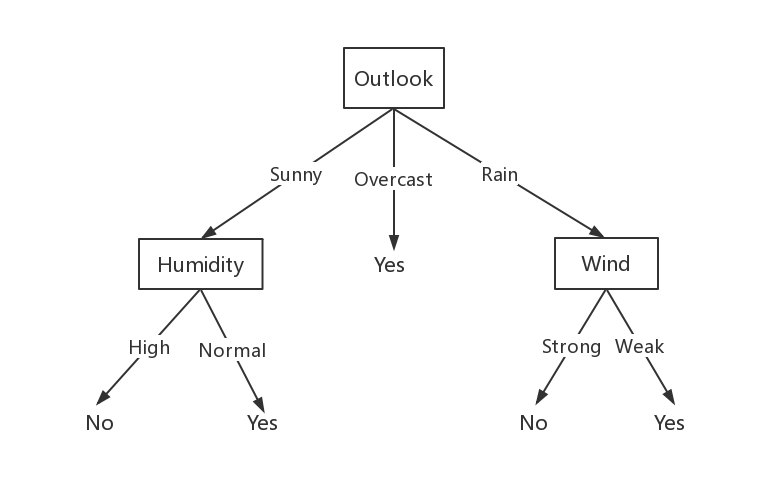 Outlook
Sunny
Overcast
Rain
Humidity
Yes
Wind
High
Normal
Strong
Weak
No
Yes
No
Yes